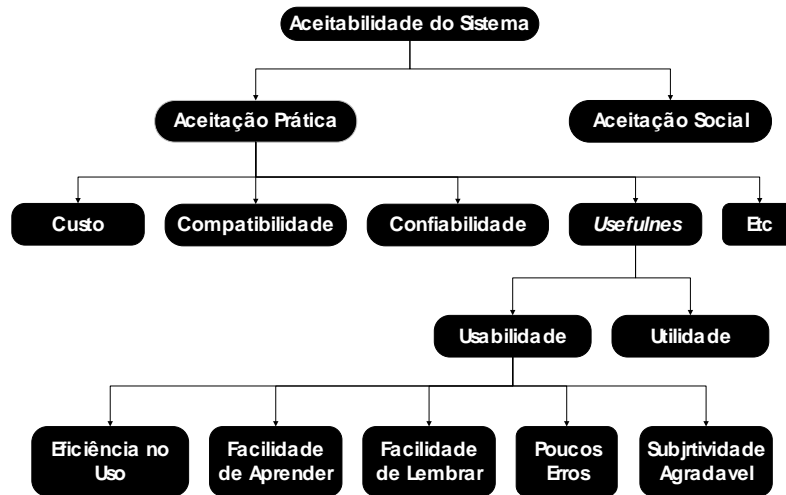 Aceitabilidade do Sistema
Aceitação Prática
Aceitação Social
Custo
Compatibilidade
Confiabilidade
Usefulnes
Etc
Usabilidade
Utilidade
Eficiência no
Uso
Facilidade
de Aprender
Facilidade
de Lembrar
Poucos
Erros
Subjrtividade
Agradavel